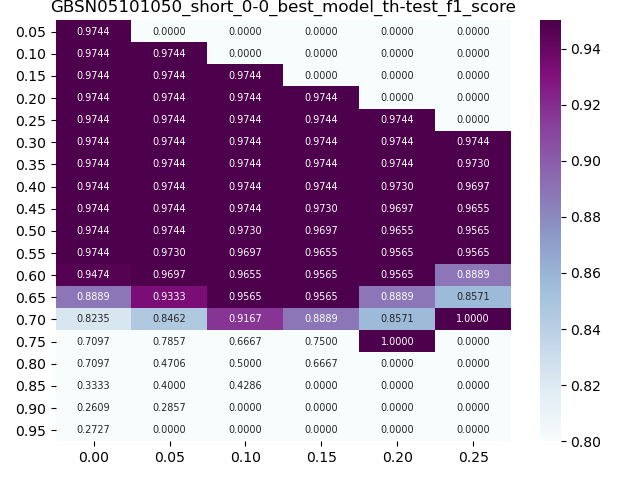 GBSN05101050_short_0-0_best_model_th-test_f1_score
0.05 0.9744 0.0000 0.0000 0.0000 0.0000 0.0000
0.10 0.9744 0.9744 0.0000 0.0000 0.0000 0.0000
0.15 0.9744 0.9744 0.9744 0.0000 0.0000 0.0000
0.20 0.9744 0.9744 0.9744 0.9744 0.0000 0.0000
0.25 0.9744 0.9744 0.9744 0.9744 0.9744 0.0000
0.30 0.9744 0.9744 0.9744 0.9744 0.9744 0.9744
0.35 0.9744 0.9744 0.9744 0.9744 0.9744 0.9730
0.40 0.9744 0.9744 0.9744 0.9744 0.9730 0.9697
0.45 0.9744 0.9744 0.9744 0.9730 0.9697 0.9655
0.50 0.9744 0.9744 0.9730 0.9697 0.9655 0.9565
0.55 0.9744 0.9730 0.9697 0.9655 0.9565 0.9565
0.60 0.9474 0.9697 0.9655 0.9565 0.9565 0.8889
0.65 0.8889 0.9333 0.9565 0.9565 0.8889 0.8571
0.70 0.8235 0.8462 0.9167 0.8889 0.8571 1.0000
0.75 0.7097 0.7857 0.6667 0.7500 1.0000 0.0000
0.80 0.7097 0.4706 0.5000 0.6667 0.0000 0.0000
0.85 0.3333 0.4000 0.4286 0.0000 0.0000 0.0000
0.90 0.2609 0.2857 0.0000 0.0000 0.0000 0.0000
0.95 0.2727 0.0000 0.0000 0.0000 0.0000 0.0000
0.00 0.05 0.10 0.15 0.20 0.25
0.94
0.92
0.90
0.88
0.86
0.84
0.82
0.80